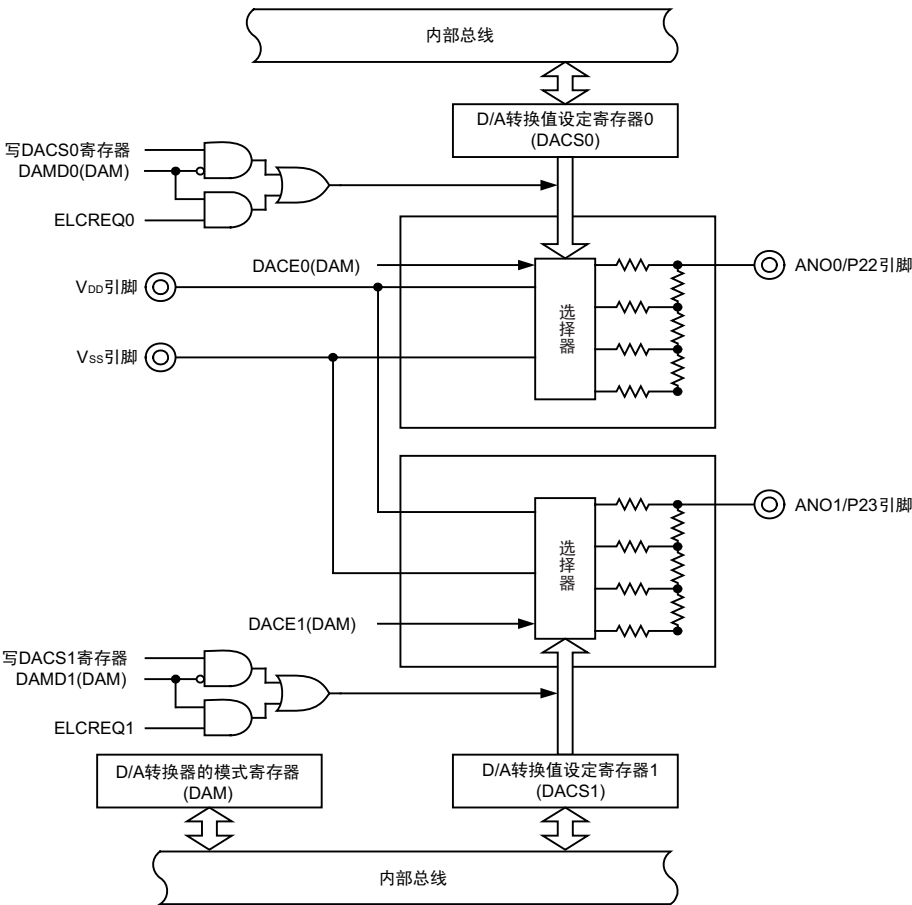 内部总线
D/A转换值设定寄存器0
(DACS0)
写DACS0寄存器
DAMD0(DAM)
ELCREQ0
DACE0(DAM)
VDD引脚
VSS引脚
选择器
ANO0/P22引脚
选择器
ANO1/P23引脚
DACE1(DAM)
写DACS1寄存器
DAMD1(DAM)
ELCREQ1
D/A转换器的模式寄存器
(DAM)
D/A转换值设定寄存器1
(DACS1)
内部总线